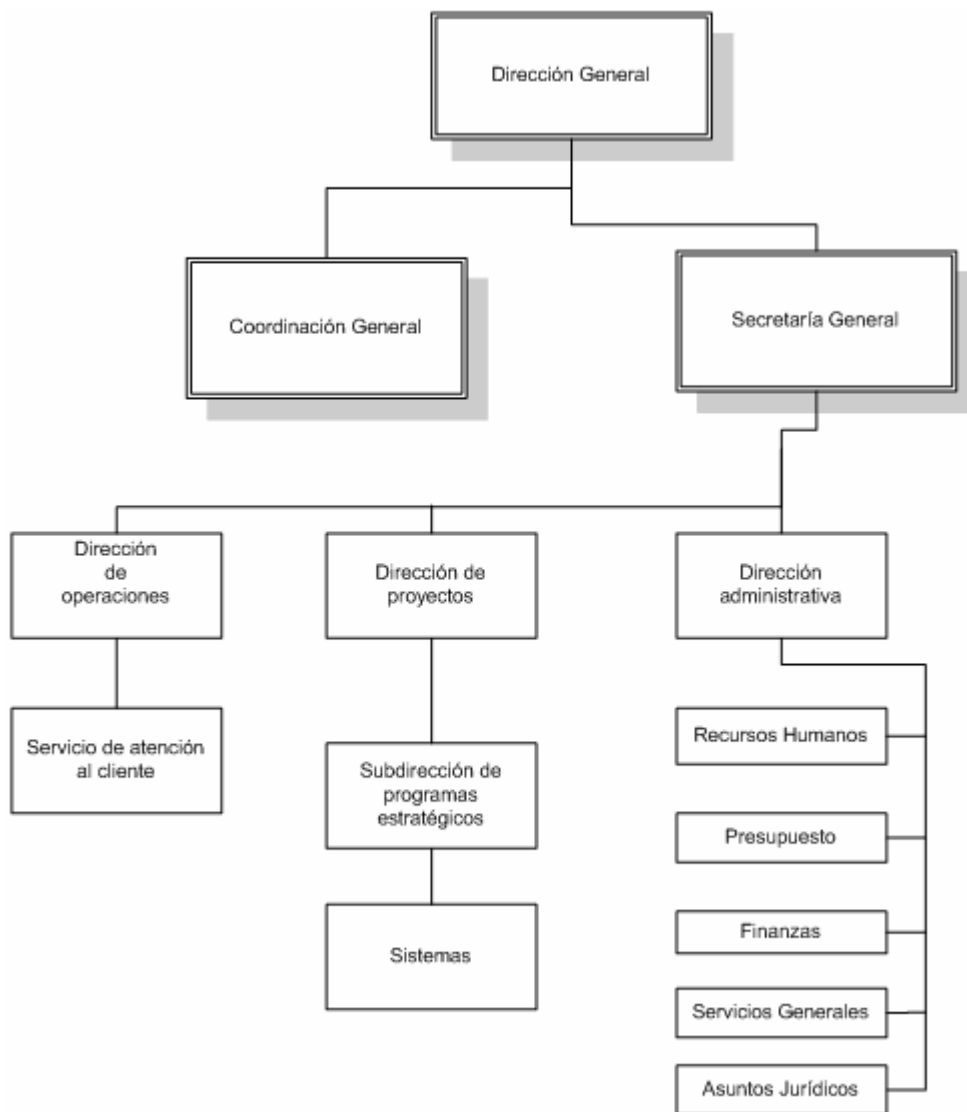 Dirección General
Coordinación General
Secretaría General
Dirección
de
operaciones
Dirección de
proyectos
Dirección
administrativa
Servicio de atención
al cliente
Subdirección de
programas
estratégicos
Sistemas
Recursos Humanos
Presupuesto
Finanzas
Servicios Generales
Asuntos Jurídicos